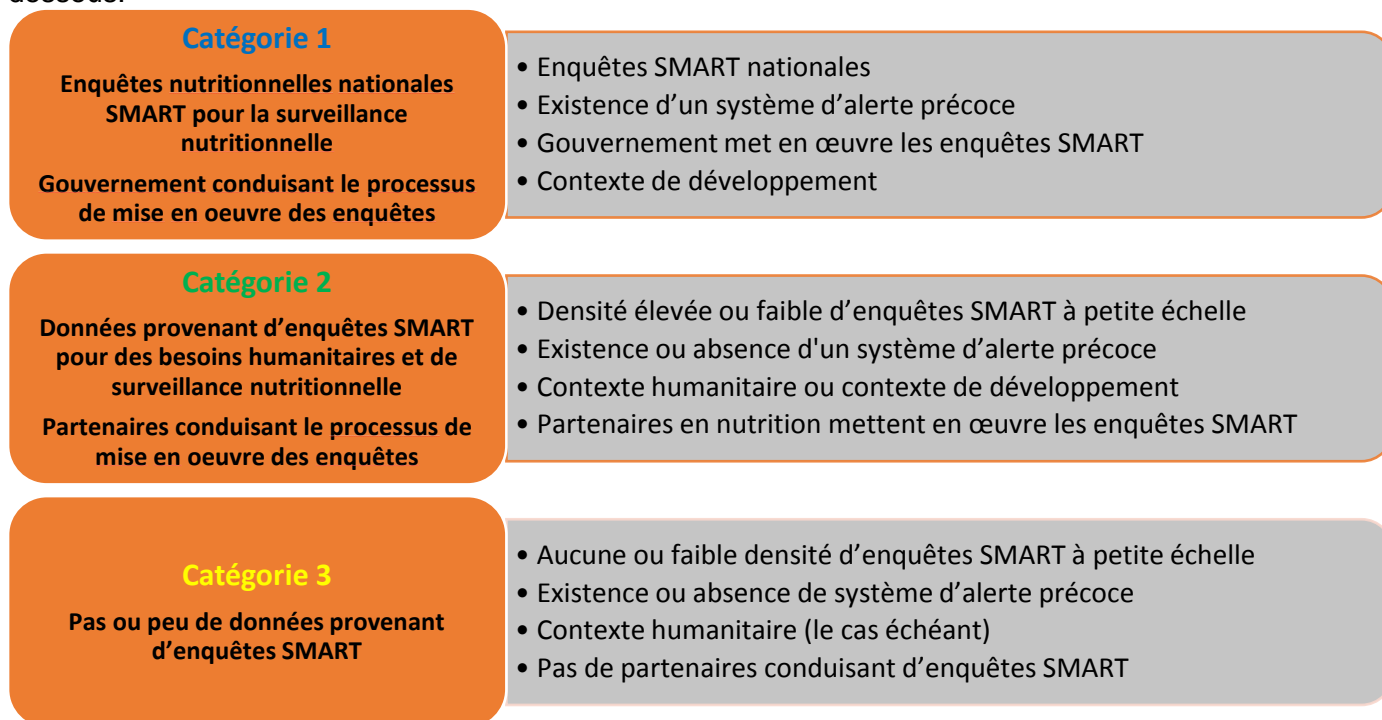 Catégorie 1
Enquêtes nutritionnelles nationales
SMART pour la surveillance
nutritionnelle
Gouvernement conduisant le processus
de mise en oeuvre des enquêtes
• Enquêtes SMART nationales
• Existence d'un système d'alerte précoce
• Gouvernement met en œuvre les enquêtes SMART
• Contexte de développement
Catégorie 2
Données provenant d'enquêtes SMART
pour des besoins humanitaires et de
surveillance nutritionnelle
Partenaires conduisant le processus de
mise en oeuvre des enquêtes
• Densité élevée ou faible d'enquêtes SMART à petite échelle
• Existence ou absence d'un système d'alerte précoce
• Contexte humanitaire ou contexte de développement
• Partenaires en nutrition mettent en œuvre les enquêtes SMART
Catégorie 3
Pas ou peu de données provenant
d'enquêtes SMART
• Aucune ou faible densité d'enquêtes SMART à petite échelle
• Existence ou absence de système d'alerte précoce
• Contexte humanitaire (le cas échéant)
• Pas de partenaires conduisant d'enquêtes SMART